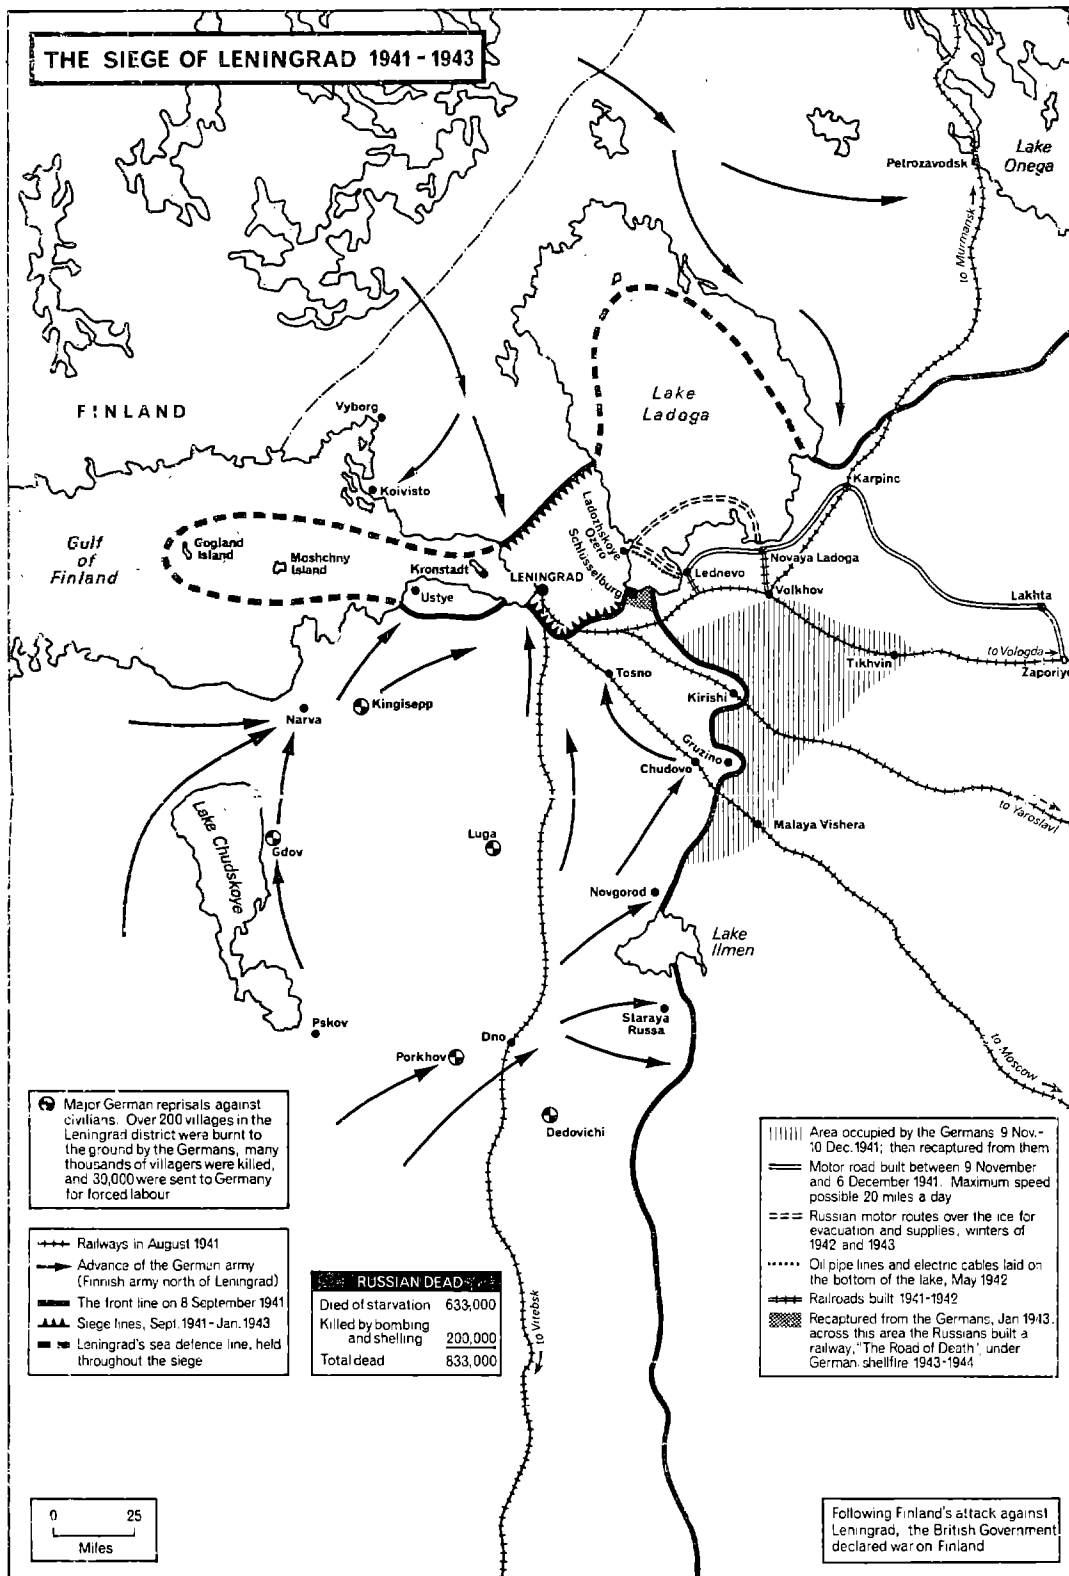 THE SIEGE OF LENINGRAD 1941-1943
Lake
Onega
Petrozavodsk
to Murmansk
FINLAND
Vyborg
Lake
Ladoga
Koivisto
Karpinc
Gulf
of
Finland
Gogland
Island
Moshchny
Island
Kronstadt
Ladozhskoye
Ozero
Schlüsselburg
LENINGRAD
Ustye
Lednevo
Novaya Ladoga
Volkhov
Lakhta
to Vologda
Zaporiye
Tikhvin
Tosno
Kirishi
Kingisepp
Narva
Gruzino
Chudovo
to Yaroslavl
Malaya Vishera
Lake Chudskoye
Gdov
Luga
Novgorod
Lake
Ilmen
Staraya
Russa
Pskov
Dno
Porkhov
to Moscow
Dedovichi
Major German reprisals against
civilians. Over 200 villages in the
Leningrad district were burnt to
the ground by the Germans, many
thousands of villagers were killed,
and 30,000 were sent to Germany
for forced labour
Railways in August 1941
Advance of the German army
(Finnish army north of Leningrad)
The front line on 8 September 1941
Siege lines, Sept. 1941-Jan. 1943
Leningrad's sea defence line, held
throughout the siege
RUSSIAN DEAD
Died of starvation 633,000
Killed by bombing
and shelling 200,000
Total dead 833,000
to Vitebsk
Area occupied by the Germans 9 Nov.-
10 Dec. 1941; then recaptured from them
Motor road built between 9 November
and 6 December 1941. Maximum speed
possible 20 miles a day
Russian motor routes over the ice for
evacuation and supplies, winters of
1942 and 1943
Oil pipe lines and electric cables laid on
the bottom of the lake, May 1942
Railroads built 1941-1942
Recaptured from the Germans, Jan 1943.
across this area the Russians built a
railway, "The Road of Death', under
German shellfire 1943-1944
0 25
Miles
Following Finland's attack against
Leningrad, the British Government
declared war on Finland